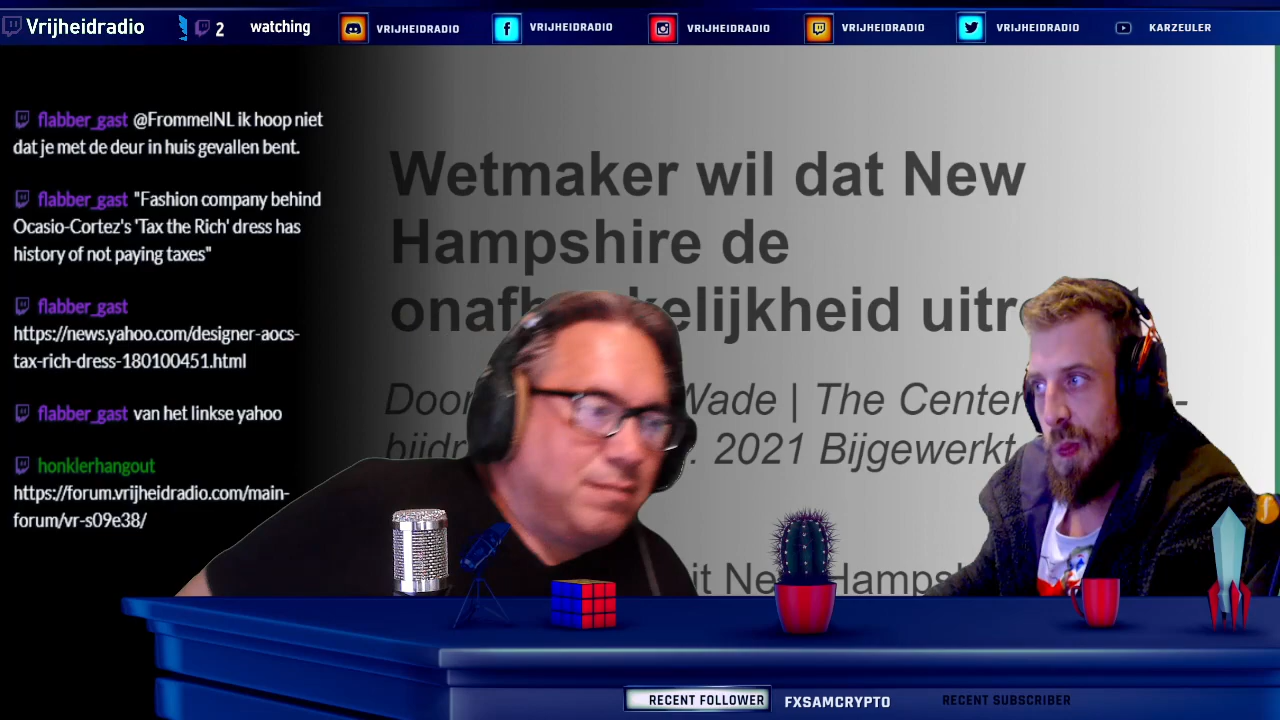 Vrijheidradio
2
watching
VRIJHEIDRADIO
VRIJHEIDRADIO
VRIJHEIDRADIO
VRIJHEIDRADIO
VRIJHEIDRADIO
KARZEULER
flabber_gast @FrommelNL ik hoop niet
dat je met de deur in huis gevallen bent.
flabber_gast "Fashion company behind
Ocasio-Cortez's 'Tax the Rich' dress has
history of not paying taxes"
flabber_gast
https://news.yahoo.com/designer-aocs-
tax-rich-dress-180100451.html
flabber_gast van het linkse yahoo
honklerhangout
https://forum.vrijheidradio.com/main-
forum/vr-s09e38/
Wetmaker wil dat New
Hampshire de
Door Wade | The Center
2021 Bijgewerkt
RECENT FOLLOWER
FXSAMCRYPTO
RECENT SUBSCRIBER